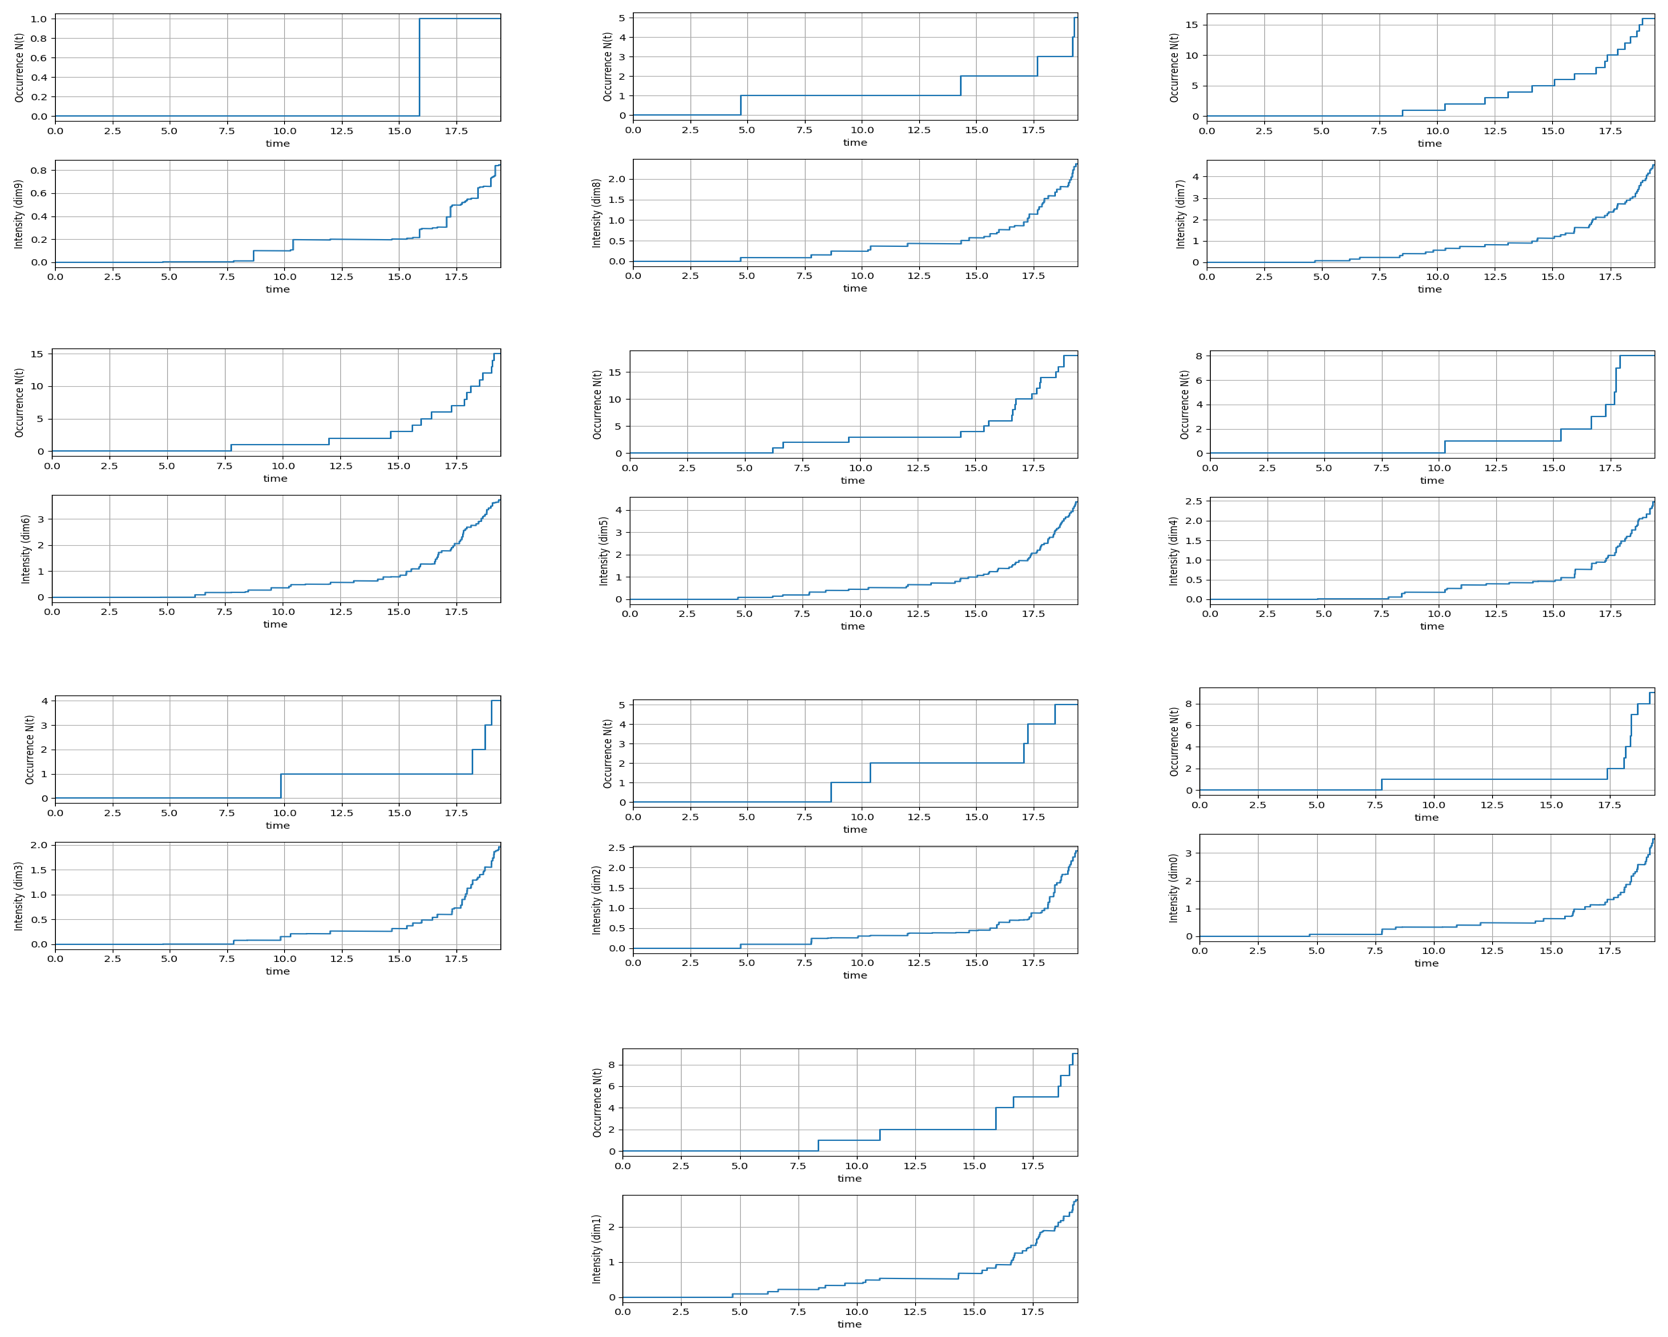 Occurrence N(t)
1.0
0.8
0.6
0.4
0.2
0.0
0.0 2.5 5.0 7.5 10.0 12.5 15.0 17.5
time
Occurrence N(t)
5
4
3
2
1
0
0.0 2.5 5.0 7.5 10.0 12.5 15.0 17.5
time
Occurrence N(t)
15
10
5
0
0.0 2.5 5.0 7.5 10.0 12.5 15.0 17.5
time
Intensity (dim9)
0.8
0.6
0.4
0.2
0.0
0.0 2.5 5.0 7.5 10.0 12.5 15.0 17.5
time
Intensity (dim8)
2.0
1.5
1.0
0.5
0.0
0.0 2.5 5.0 7.5 10.0 12.5 15.0 17.5
time
Intensity (dim7)
4
3
2
1
0
0.0 2.5 5.0 7.5 10.0 12.5 15.0 17.5
time
Occurrence N(t)
15
10
5
0
0.0 2.5 5.0 7.5 10.0 12.5 15.0 17.5
time
Occurrence N(t)
15
10
5
0
0.0 2.5 5.0 7.5 10.0 12.5 15.0 17.5
time
Occurrence N(t)
8
6
4
2
0
0.0 2.5 5.0 7.5 10.0 12.5 15.0 17.5
time
Intensity (dim6)
3
2
1
0
0.0 2.5 5.0 7.5 10.0 12.5 15.0 17.5
time
Intensity (dim5)
4
3
2
1
0
0.0 2.5 5.0 7.5 10.0 12.5 15.0 17.5
time
Intensity (dim4)
2.5
2.0
1.5
1.0
0.5
0.0
0.0 2.5 5.0 7.5 10.0 12.5 15.0 17.5
time
Occurrence N(t)
4
3
2
1
0
0.0 2.5 5.0 7.5 10.0 12.5 15.0 17.5
time
Occurrence N(t)
5
4
3
2
1
0
0.0 2.5 5.0 7.5 10.0 12.5 15.0 17.5
time
Occurrence N(t)
8
6
4
2
0
0.0 2.5 5.0 7.5 10.0 12.5 15.0 17.5
time
Intensity (dim3)
2.0
1.5
1.0
0.5
0.0
0.0 2.5 5.0 7.5 10.0 12.5 15.0 17.5
time
Intensity (dim2)
2.5
2.0
1.5
1.0
0.5
0.0
0.0 2.5 5.0 7.5 10.0 12.5 15.0 17.5
time
Intensity (dim0)
3
2
1
0
0.0 2.5 5.0 7.5 10.0 12.5 15.0 17.5
time
Occurrence N(t)
8
6
4
2
0
0.0 2.5 5.0 7.5 10.0 12.5 15.0 17.5
time
Intensity (dim1)
2
1
0
0.0 2.5 5.0 7.5 10.0 12.5 15.0 17.5
time